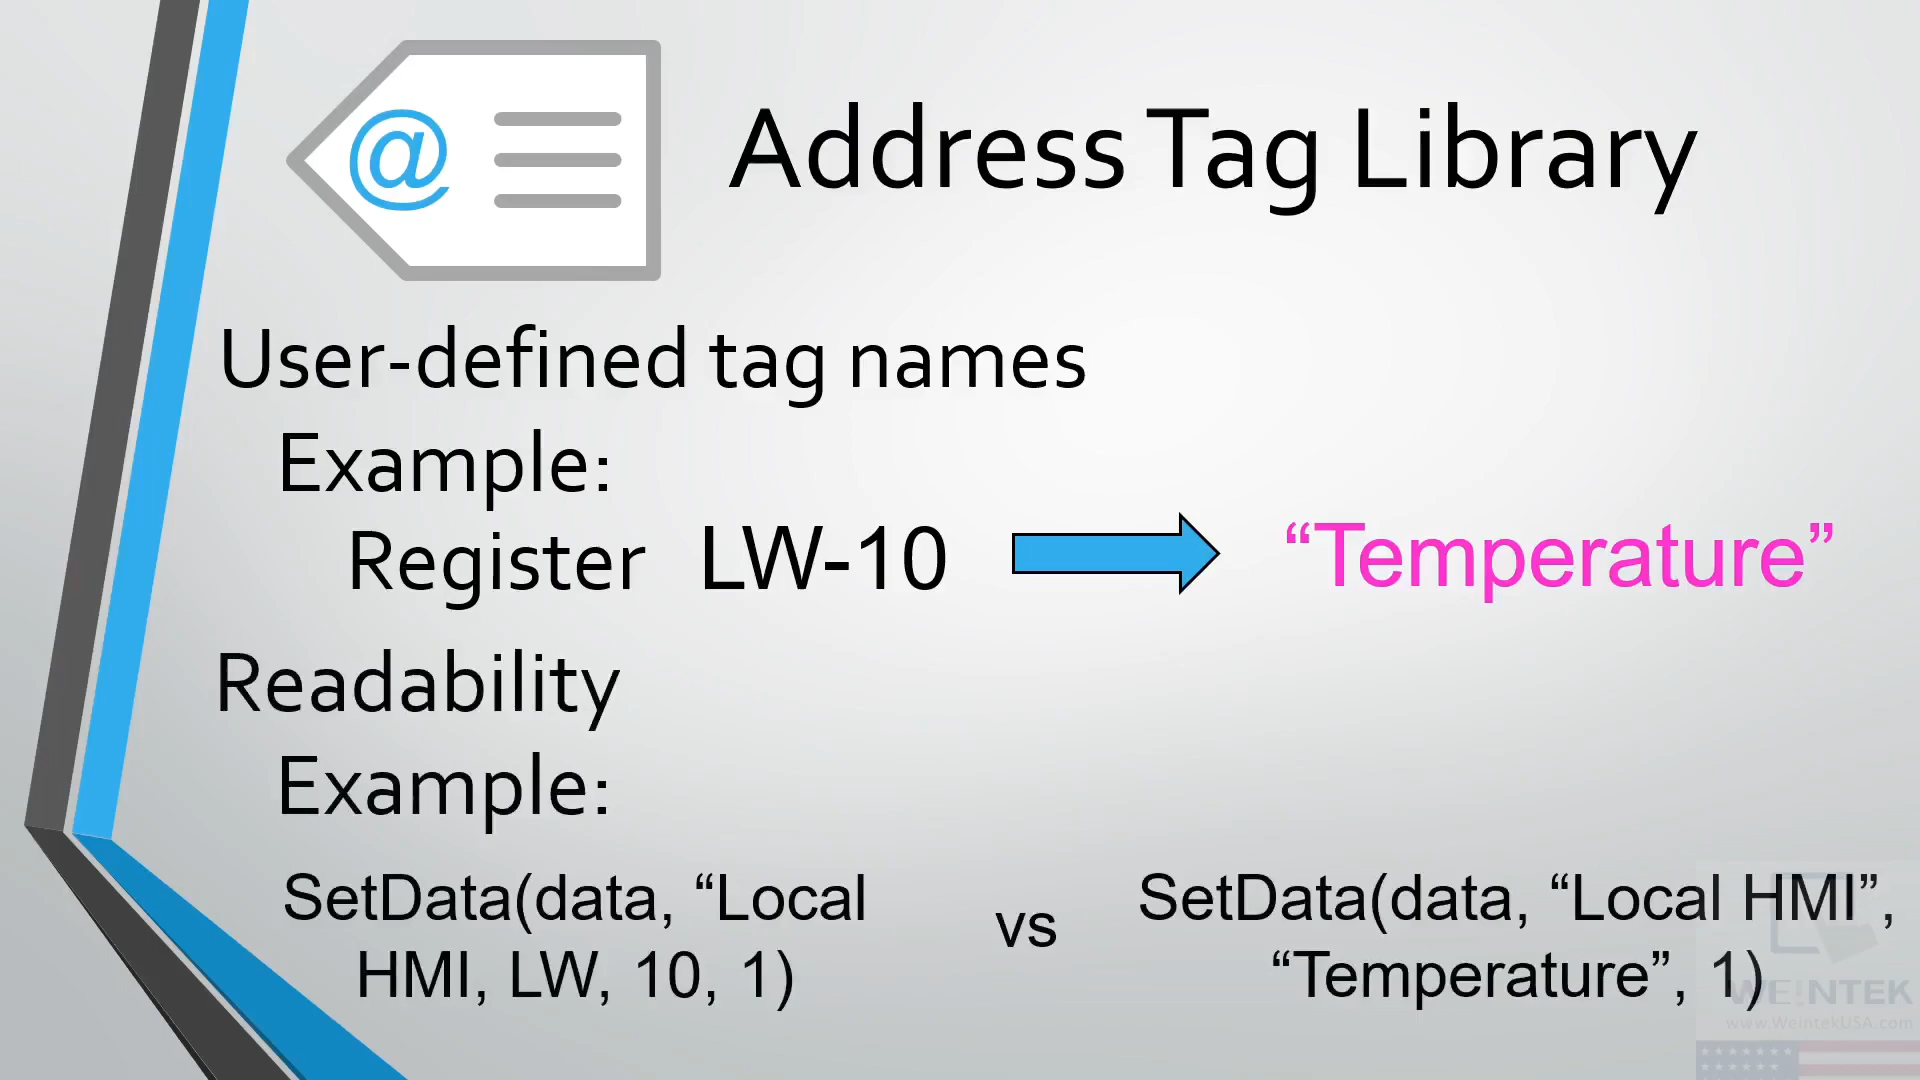 @
Address Tag Library
User-defined tag names
Example:
Register LW-10 “Temperature”
Readability
Example:
SetData(data, “Local
HMI, LW, 10, 1)
vs
SetData(data, “Local HMI”,
“Temperature”, 1)
WEINTEK
www.WeintekUSA.com